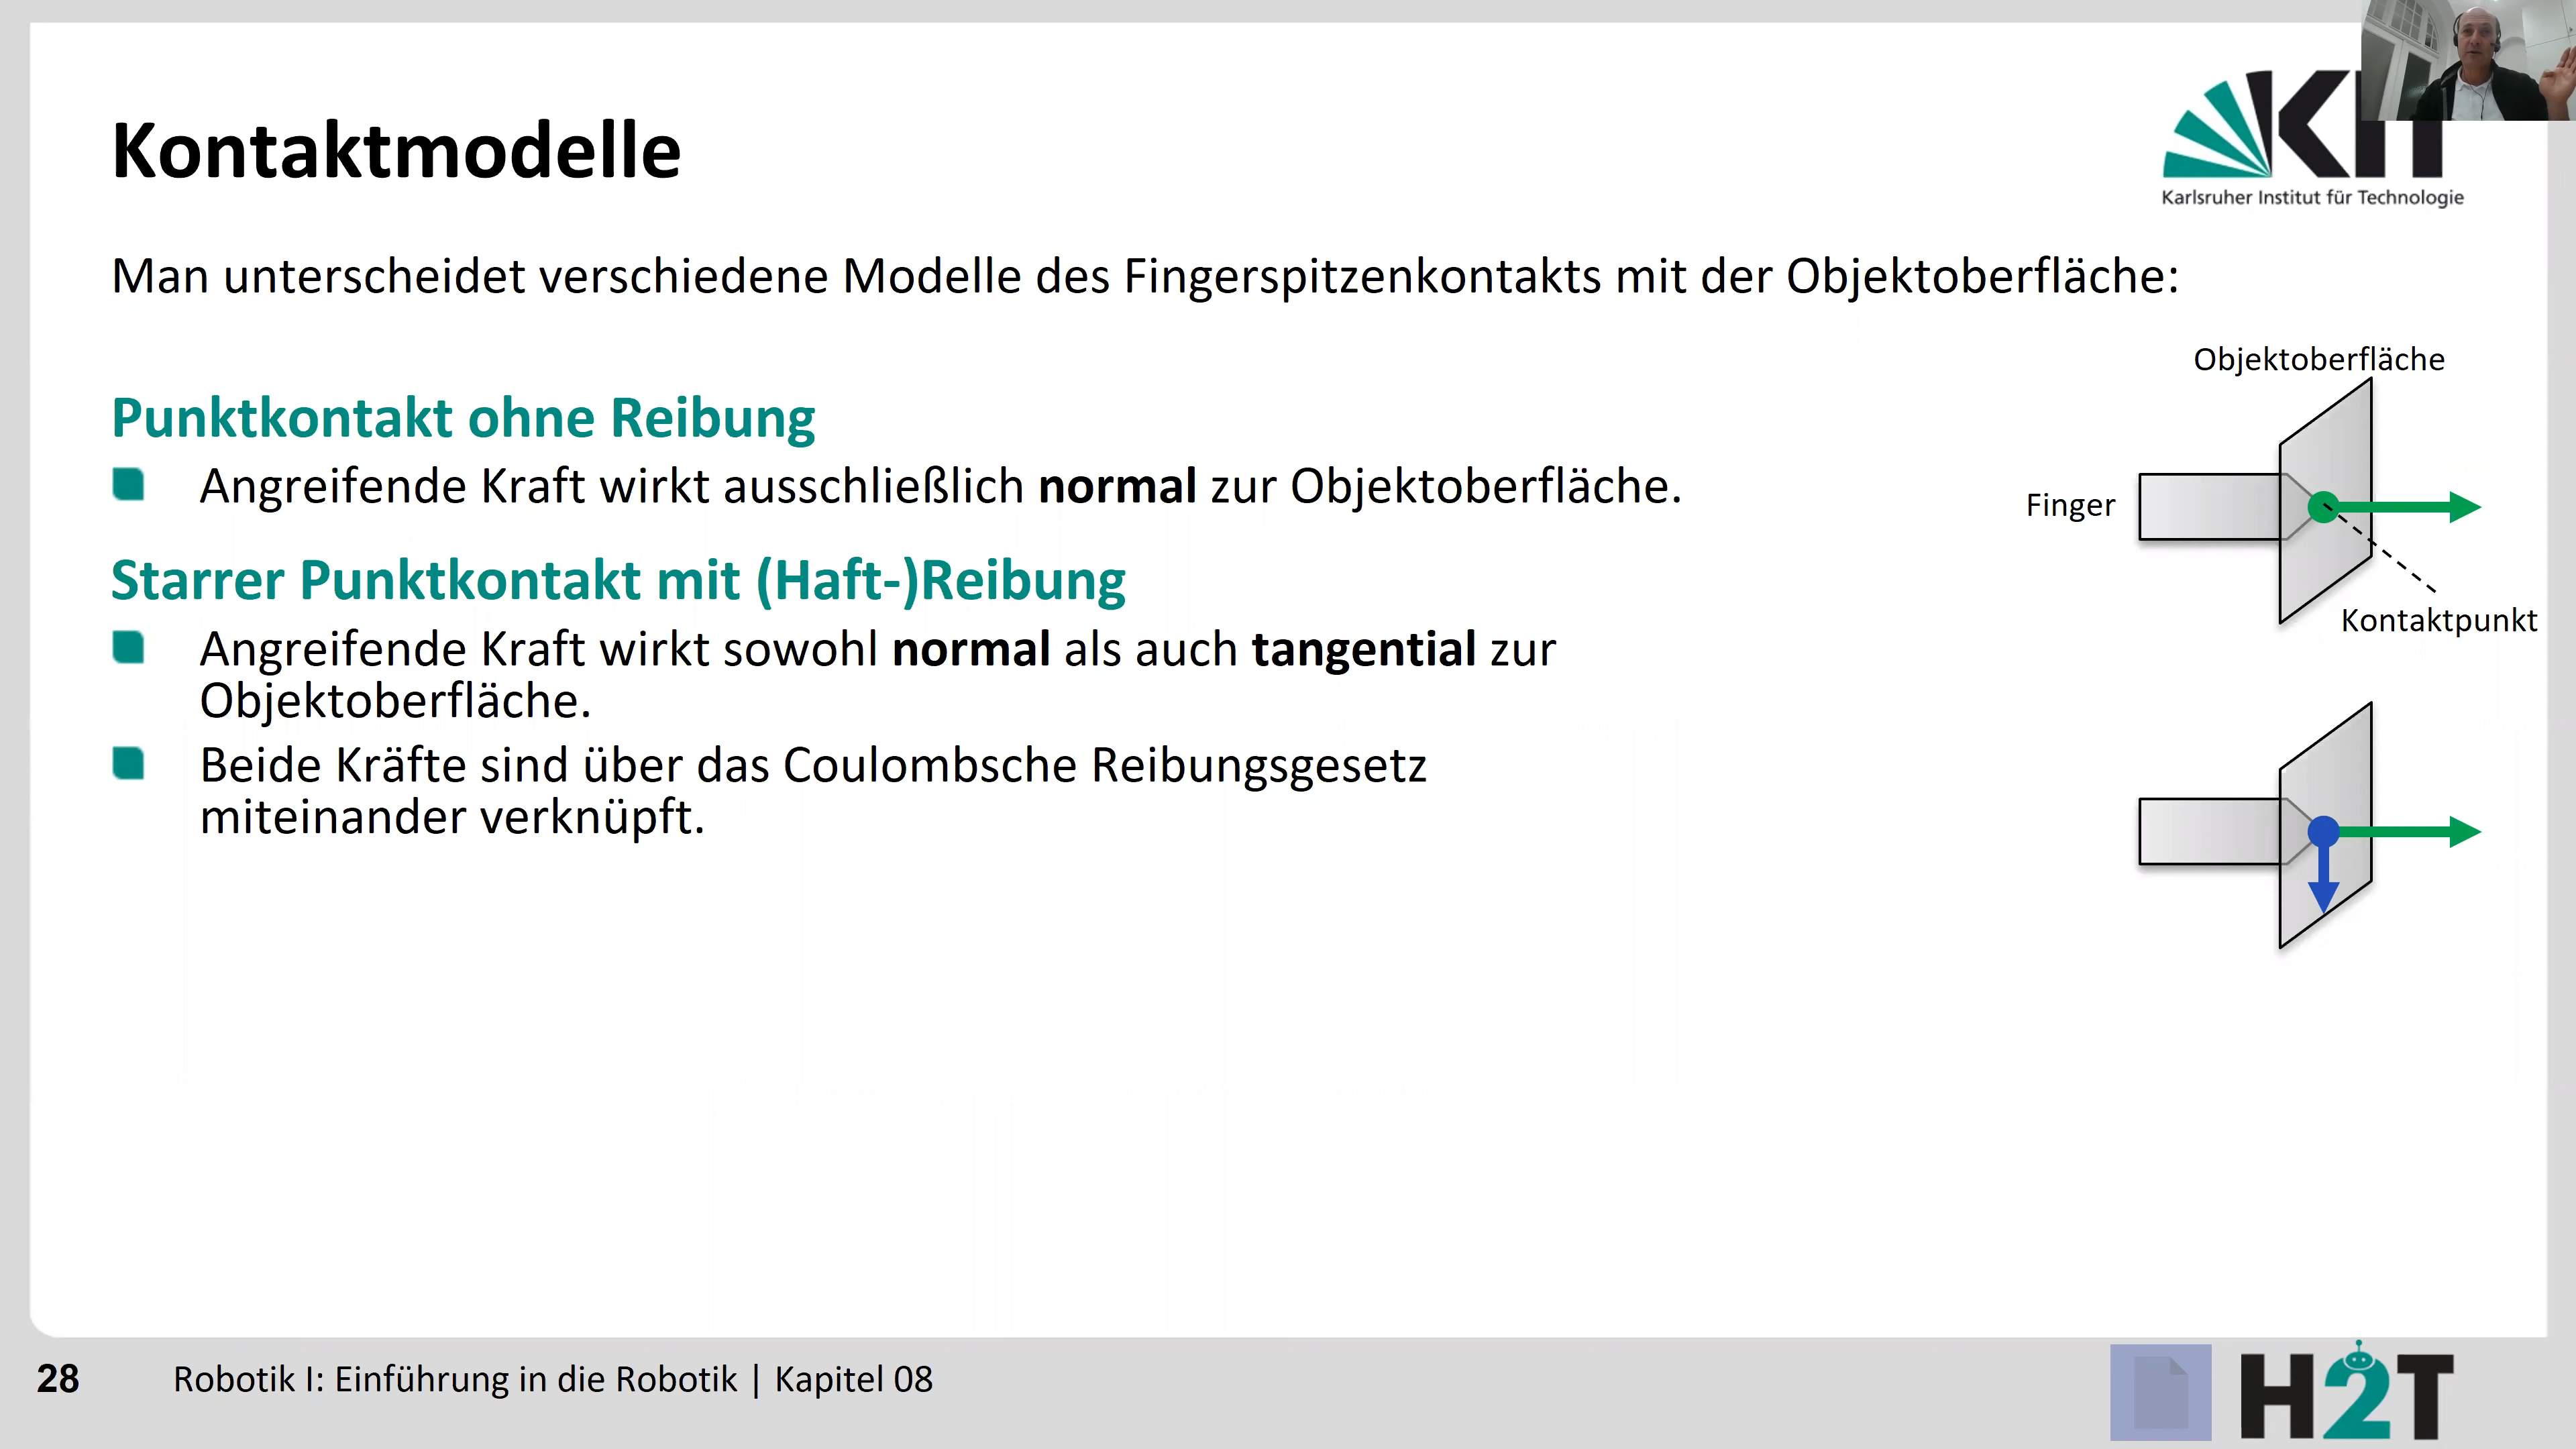 Kontaktmodelle
Karlsruher Institut für Technologie
Man unterscheidet verschiedene Modelle des Fingerspitzenkontakts mit der Objektoberfläche:
Objektoberfläche
Punktkontakt ohne Reibung
Angreifende Kraft wirkt ausschließlich normal zur Objektoberfläche.
Finger
Kontaktpunkt
Starrer Punktkontakt mit (Haft-)Reibung
Angreifende Kraft wirkt sowohl normal als auch tangential zur
Objektoberfläche.
Beide Kräfte sind über das Coulombsche Reibungsgesetz
miteinander verknüpft.
28
Robotik I: Einführung in die Robotik | Kapitel 08
H2T